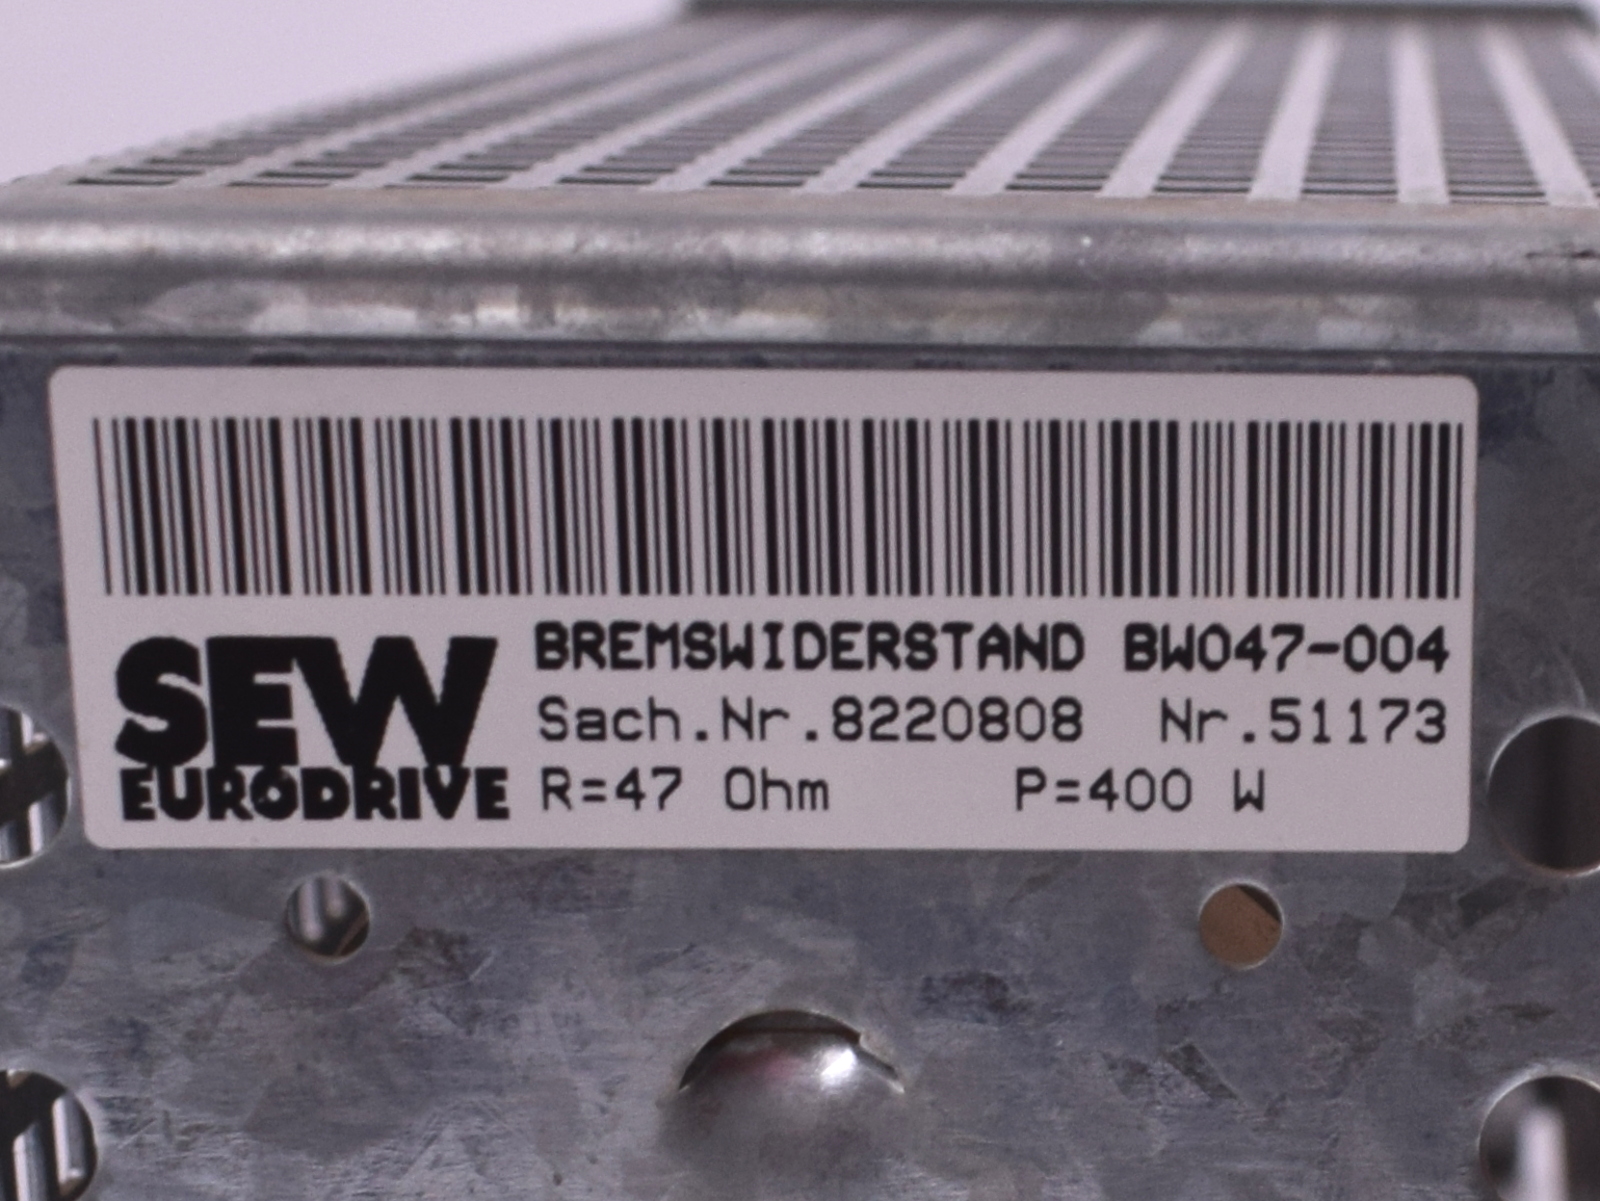 SEW
EURODRIVE
BREMSWIDERSTAND BW047-004
Sach.Nr.8220808 Nr.51173
R=47 Ohm P=400 W